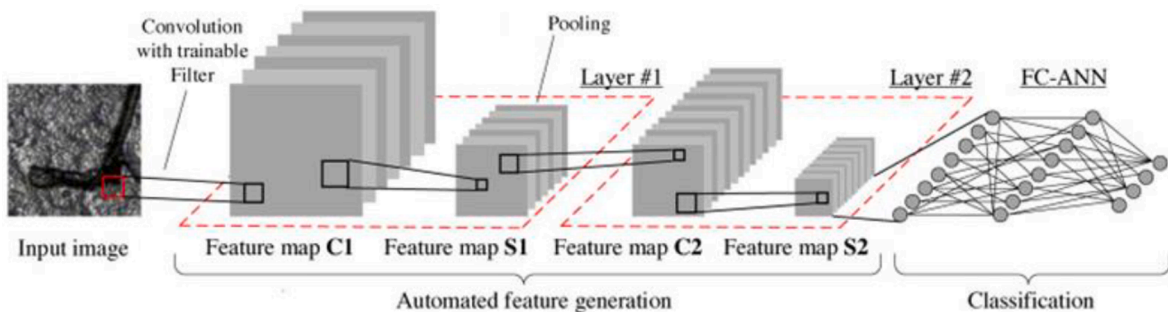 Convolution
with trainable
Filter
Pooling
Layer #1
Layer #2
FC-ANN
Input image
Feature map C1
Feature map S1
Feature map C2
Feature map S2
Automated feature generation
Classification